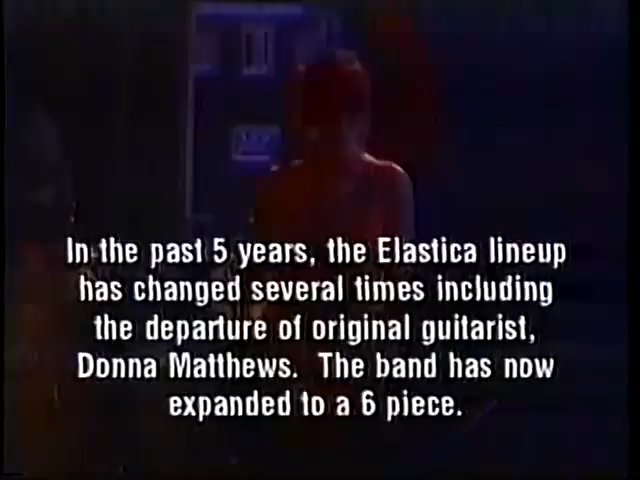 In the past 5 years, the Elastica lineup
has changed several times including
the departure of original guitarist,
Donna Matthews.  The band has now
expanded to a 6 piece.